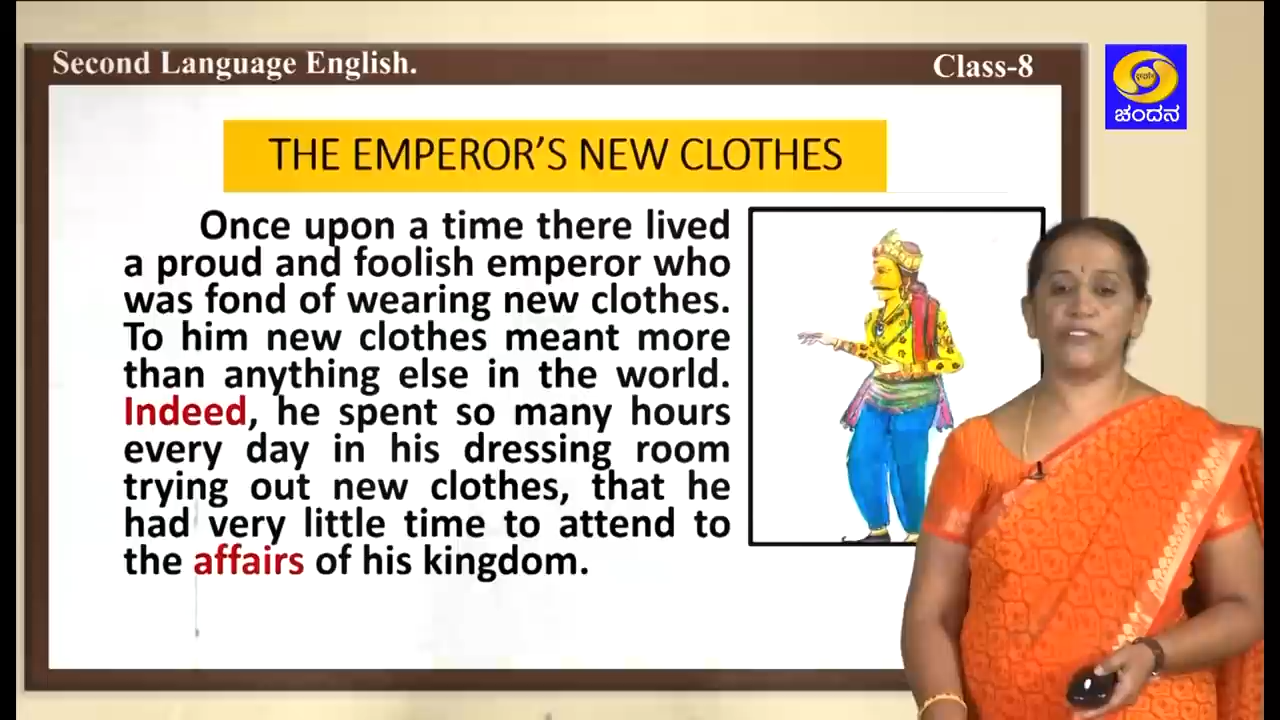 Second Language English.
Class-8
ಚಂದನ
THE EMPEROR'S NEW CLOTHES
Once upon a time there lived
a proud and foolish emperor who
was fond of wearing new clothes.
To him new clothes meant more
than anything else in the world.
Indeed, he spent so many hours
every day in his dressing room
trying out new clothes, that he
had very little time to attend to
the affairs of his kingdom.